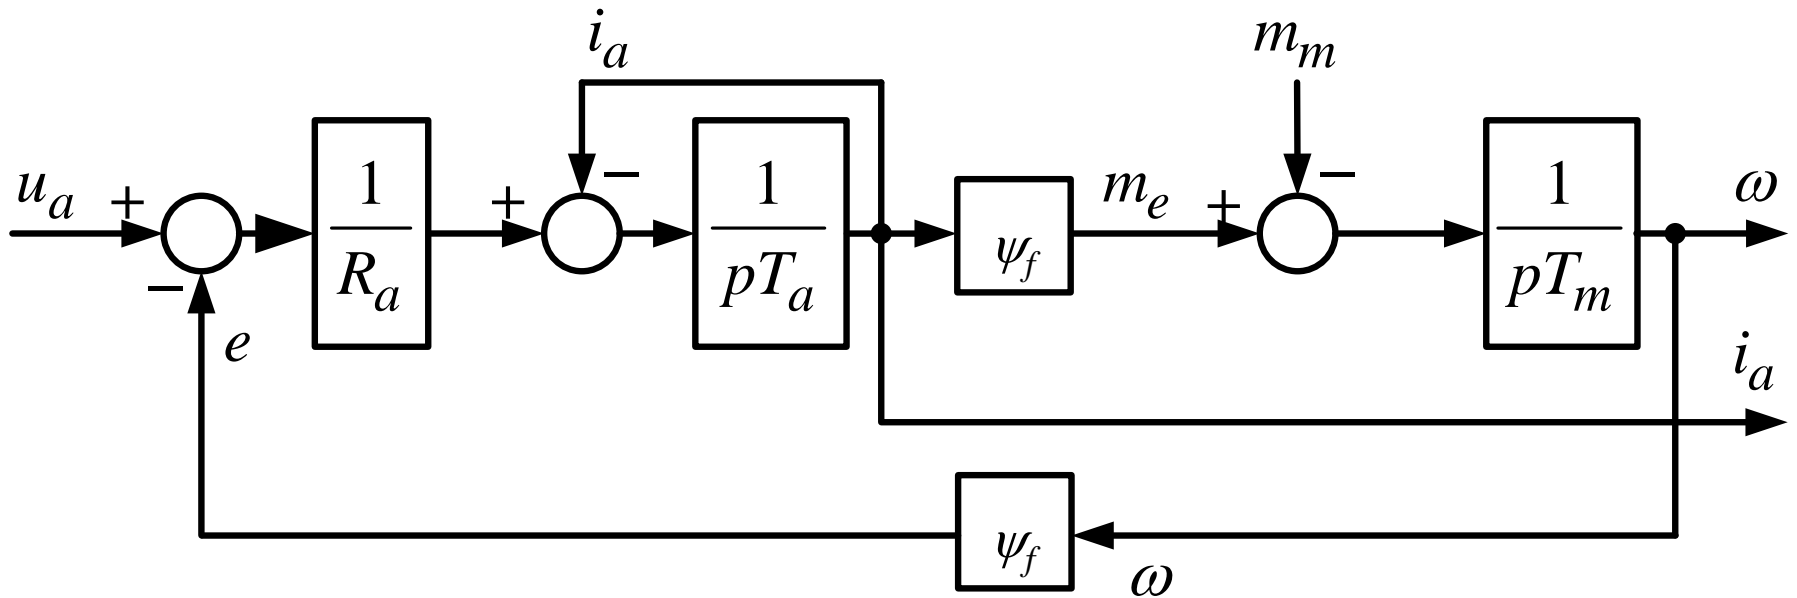 i_a
m_m
u_a + 1/R_a + − 1/(pT_a) ψ_f m_e + − 1/(pT_m) ω
−
e
i_a
ψ_f
ω